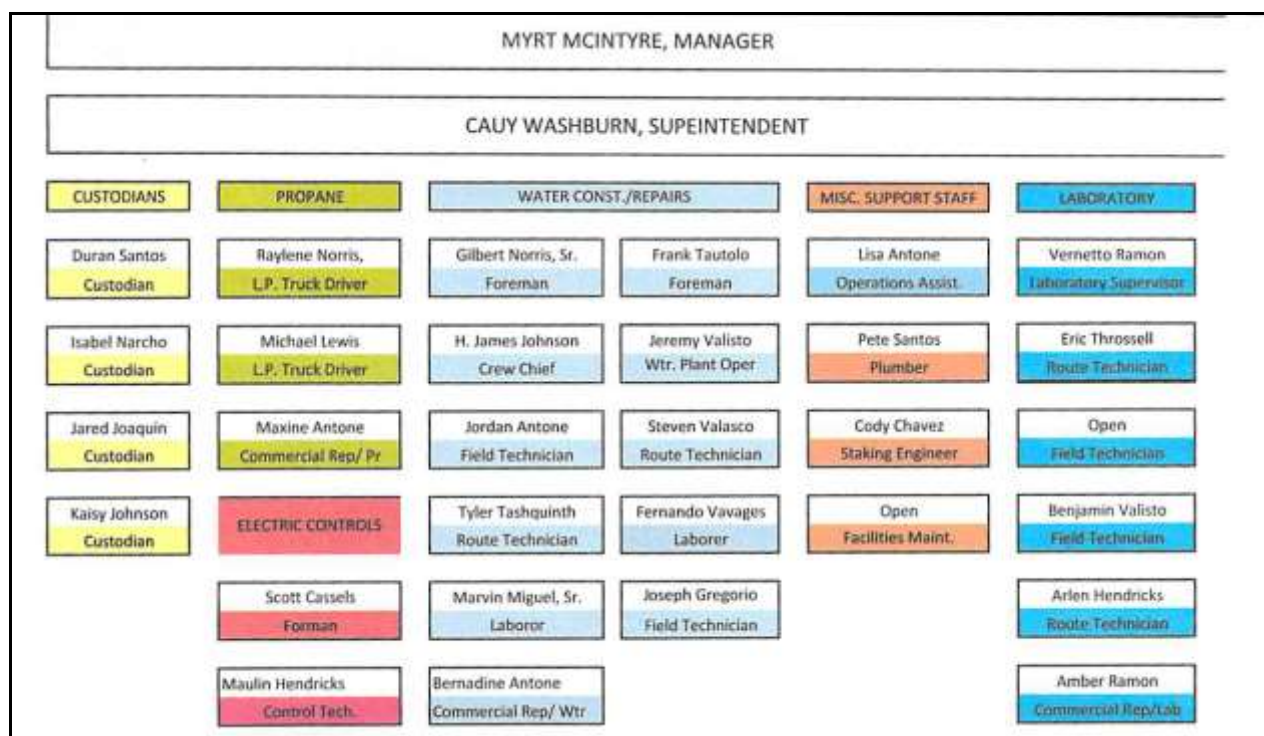 MYRT MCINTYRE, MANAGER
CAUY WASHBURN, SUPEINTENDENT
CUSTODIANS
Duran Santos
Custodian
Isabel Narcho
Custodian
Jared Joaquin
Custodian
Kaisy Johnson
Custodian
PROPANE
Raylene Norris,
L.P. Truck Driver
Michael Lewis
L.P. Truck Driver
Maxine Antone
Commercial Rep/ Pr
ELECTRIC CONTROLS
Scott Cassels
Forman
Maulin Hendricks
Control Tech.
WATER CONST./REPAIRS
Gilbert Norris, Sr.
Foreman
H. James Johnson
Crew Chief
Jordan Antone
Field Technician
Tyler Tashquinth
Route Technician
Marvin Miguel, Sr.
Laboror
Bernadine Antone
Commercial Rep/ Wtr
Frank Tautolo
Foreman
Jeremy Valisto
Wtr. Plant Oper
Steven Valasco
Route Technician
Fernando Vavages
Laborer
Joseph Gregorio
Field Technician
MISC. SUPPORT STAFF
Lisa Antone
Operations Assist.
Pete Santos
Plumber
Cody Chavez
Staking Engineer
Open
Facilities Maint.
LABORATORY
Vernetto Ramon
Laboratory Supervisor
Eric Throssell
Route Technician
Open
Field Technician
Benjamin Valisto
Field Technician
Arlen Hendricks
Route Technician
Amber Ramon
Commercial Rep/Lab